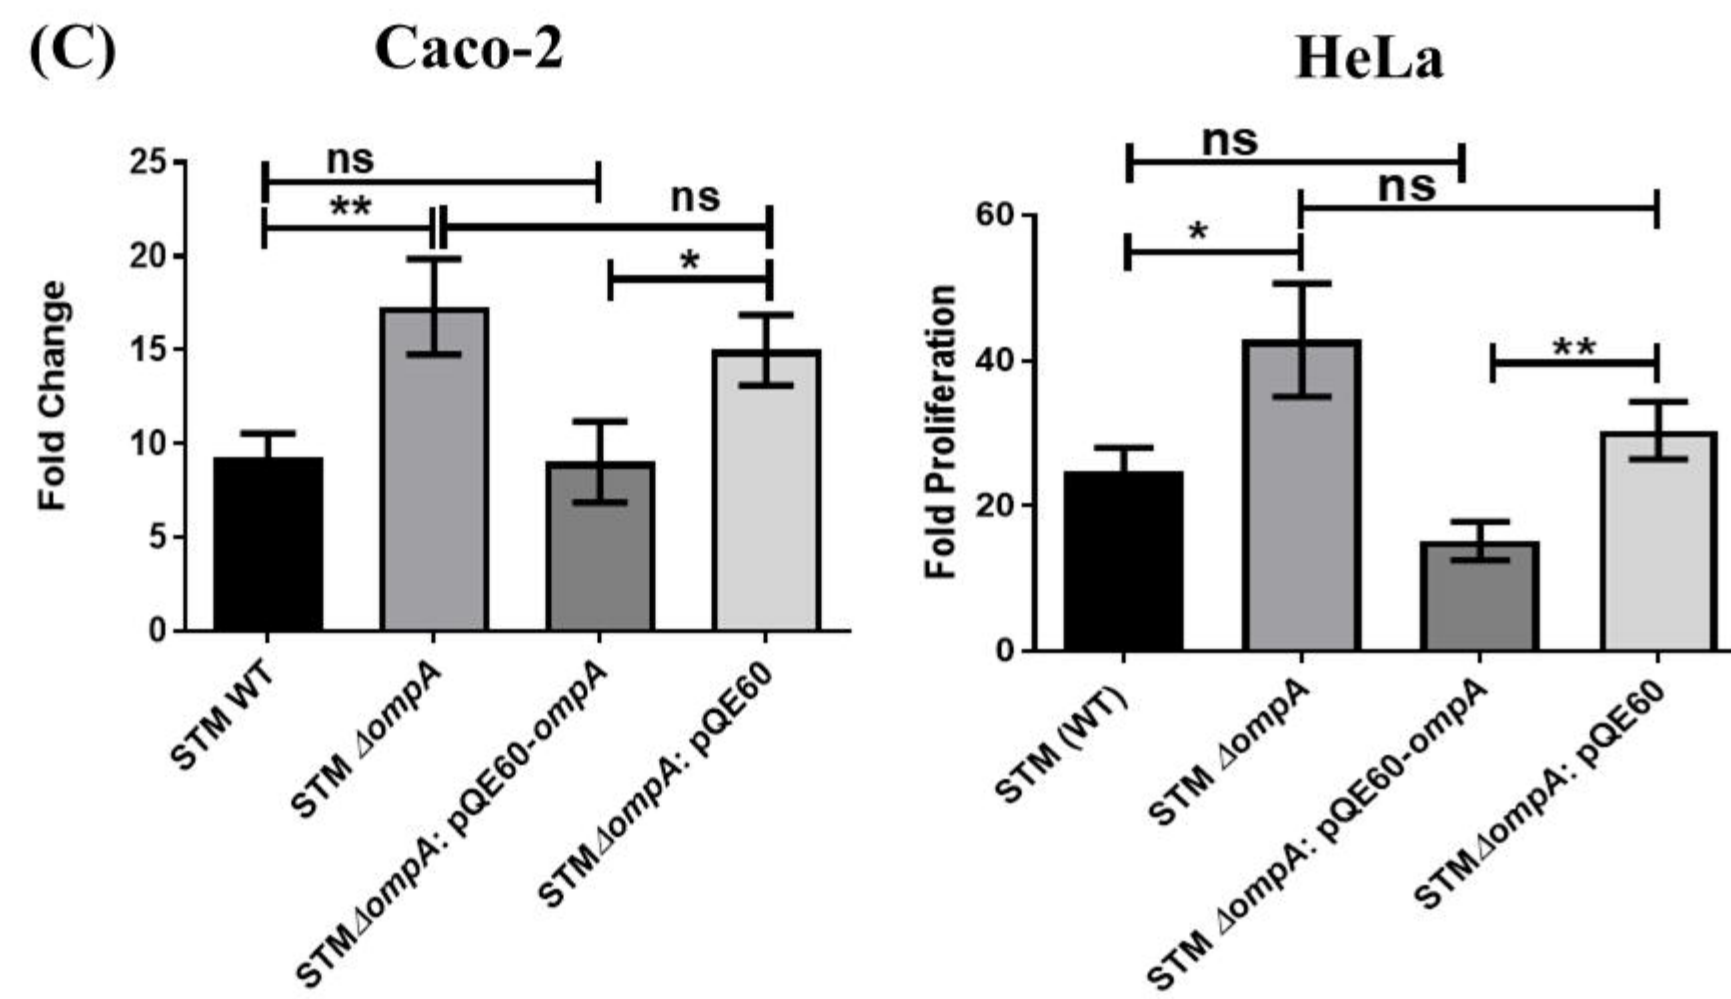 (C)
Caco-2
Fold Change
25
20
15
10
5
0
ns
**
ns
*
STM WT
STM ΔompA
STMΔompA: pQE60-ompA
STMΔompA: pQE60
HeLa
Fold Proliferation
60
40
20
0
ns
ns
*
**
STM (WT)
STM ΔompA
STM ΔompA: pQE60-ompA
STMΔompA: pQE60